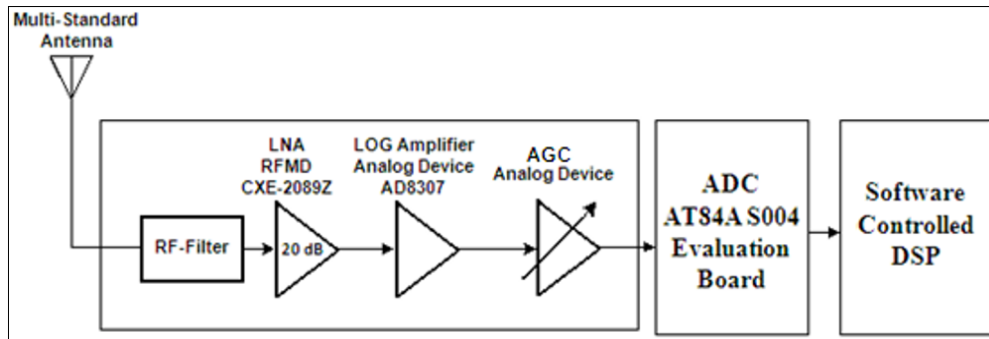 Multi-Standard
Antenna
LNA
RFMD
CXE-2089Z
LOG Amplifier
Analog Device
AD8307
AGC
Analog Device
RF-Filter
20 dB
ADC
AT84A S004
Evaluation
Board
Software
Controlled
DSP